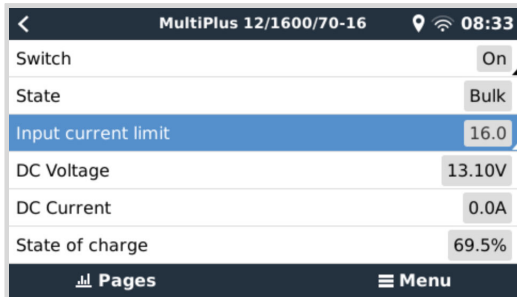 MultiPlus 12/1600/70-16 08:33
Switch On
State Bulk
Input current limit 16.0
DC Voltage 13.10V
DC Current 0.0A
State of charge 69.5%
Pages Menu